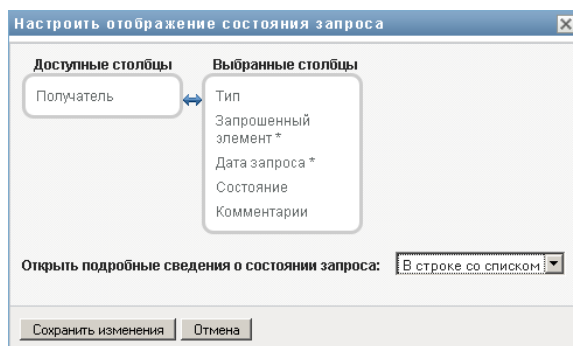 Настроить отображение состояния запроса
Доступные столбцы
Выбранные столбцы
Получатель
Тип
Запрошенный
элемент *
Дата запроса *
Состояние
Комментарии
Открыть подробные сведения о состоянии запроса:
В строке со списком
Сохранить изменения
Отмена